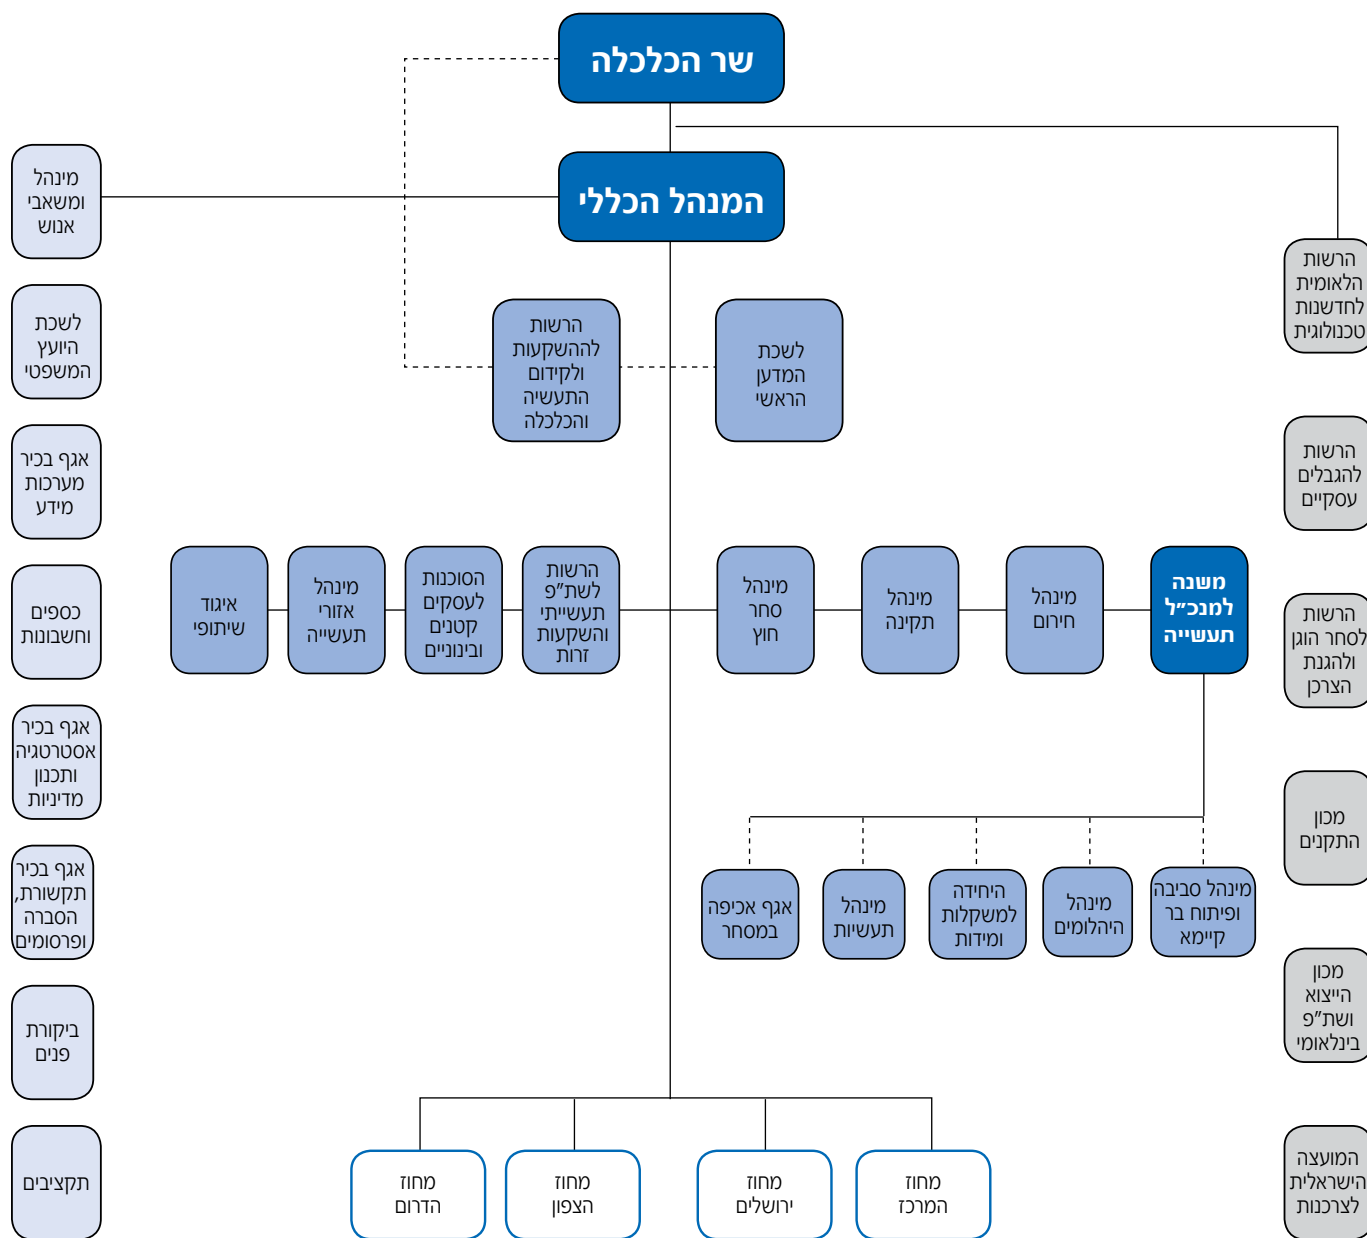 שר הכלכלה
המנהל הכללי
הרשות
הלאומית
לחדשנות
טכנולוגית
הרשות
להגבלים
עסקיים
הרשות
לסחר הוגן
ולהגנת
הצרכן
מכון
התקנים
מכון
הייצוא
ושת"פ
בינלאומי
המועצה
הישראלית
לצרכנות
לשכת
המדען
הראשי
הרשות
להשקעות
ולקידום
התעשיה
והכלכלה
משנה
למנכ"ל
תעשייה
מינהל
חירום
מינהל
תקינה
מינהל
סחר
חוץ
הרשות
לשת"פ
תעשייתי
והשקעות
זרות
הסוכנות
לעסקים
קטנים
ובינוניים
מינהל
אזורי
תעשייה
איגוד
שיתופי
מינהל סביבה
ופיתוח בר
קיימא
מינהל
היהלומים
היחידה
למשקלות
ומידות
מינהל
תעשיות
אגף אכיפה
במסחר
מחוז
המרכז
מחוז
ירושלים
מחוז
הצפון
מחוז
הדרום
מינהל
ומשאבי
אנוש
לשכת
היועץ
המשפטי
אגף בכיר
מערכות
מידע
כספים
וחשבונות
אגף בכיר
אסטרטגיה
ותכנון
מדיניות
אגף בכיר
תקשורת,
הסברה
ופרסומים
ביקורת
פנים
תקציבים